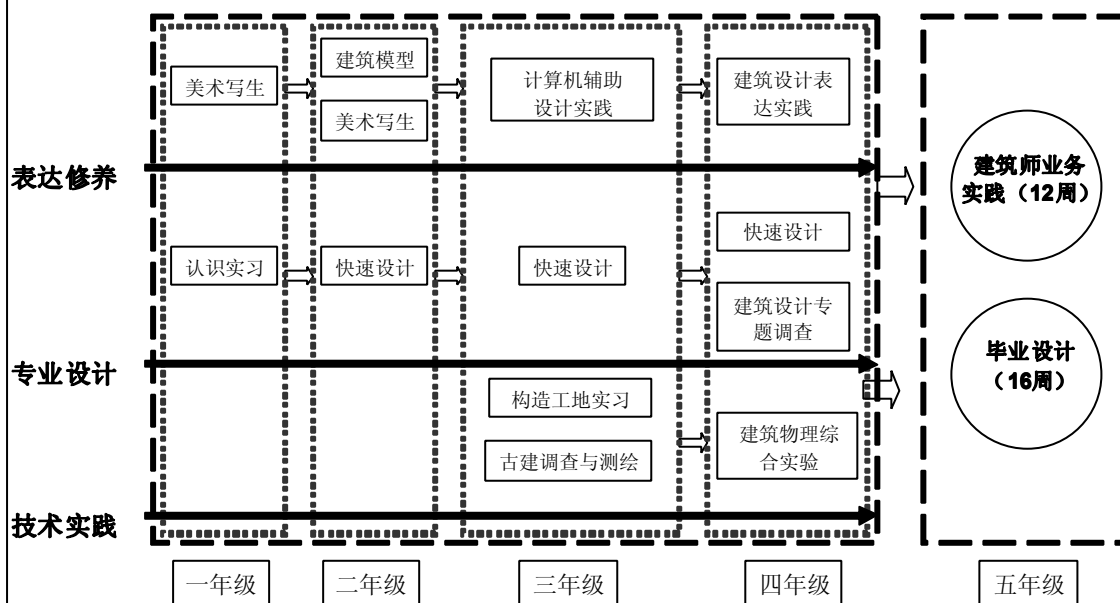 美术写生
建筑模型
美术写生
计算机辅助
设计实践
建筑设计表
达实践
表达修养
建筑师业务
实践（12周）
认识实习
快速设计
快速设计
快速设计
建筑设计专
题调查
专业设计
毕业设计
（16周）
构造工地实习
古建调查与测绘
建筑物理综
合实验
技术实践
一年级
二年级
三年级
四年级
五年级